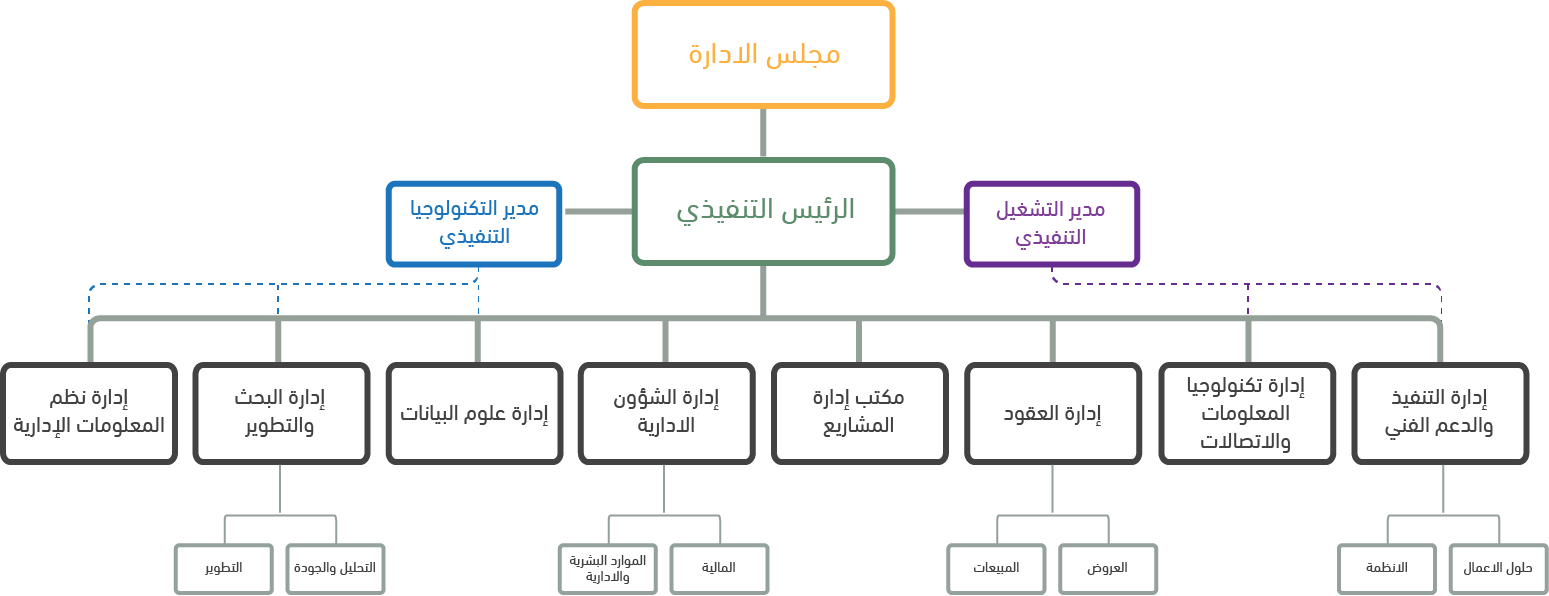 مجلس الادارة
الرئيس التنفيذي
مدير التشغيل
التنفيذي
مدير التكنولوجيا
التنفيذي
إدارة التنفيذ
والدعم الفني
إدارة تكنولوجيا
المعلومات
والاتصالات
إدارة العقود
مكتب إدارة
المشاريع
إدارة الشؤون
الادارية
إدارة علوم البيانات
إدارة البحث
والتطوير
إدارة نظم
المعلومات الإدارية
حلول الاعمال
الانظمة
العروض
المبيعات
المالية
الموارد البشرية
والادارية
التحليل والجودة
التطوير